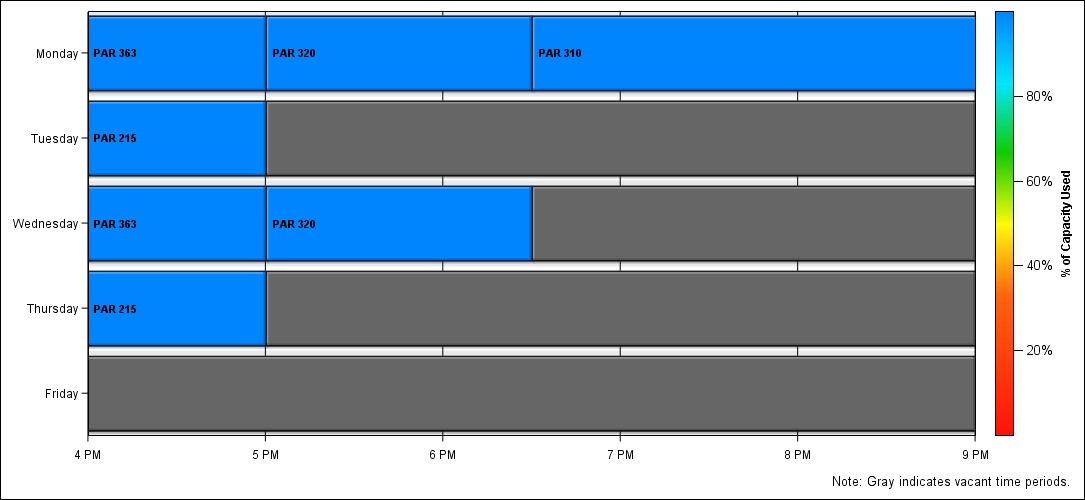 Monday
PAR 363
PAR 320
PAR 310
Tuesday
PAR 215
Wednesday
PAR 363
PAR 320
Thursday
PAR 215
Friday
4 PM
5 PM
6 PM
7 PM
8 PM
9 PM
80%
60%
40%
20%
% of Capacity Used
Note: Gray indicates vacant time periods.